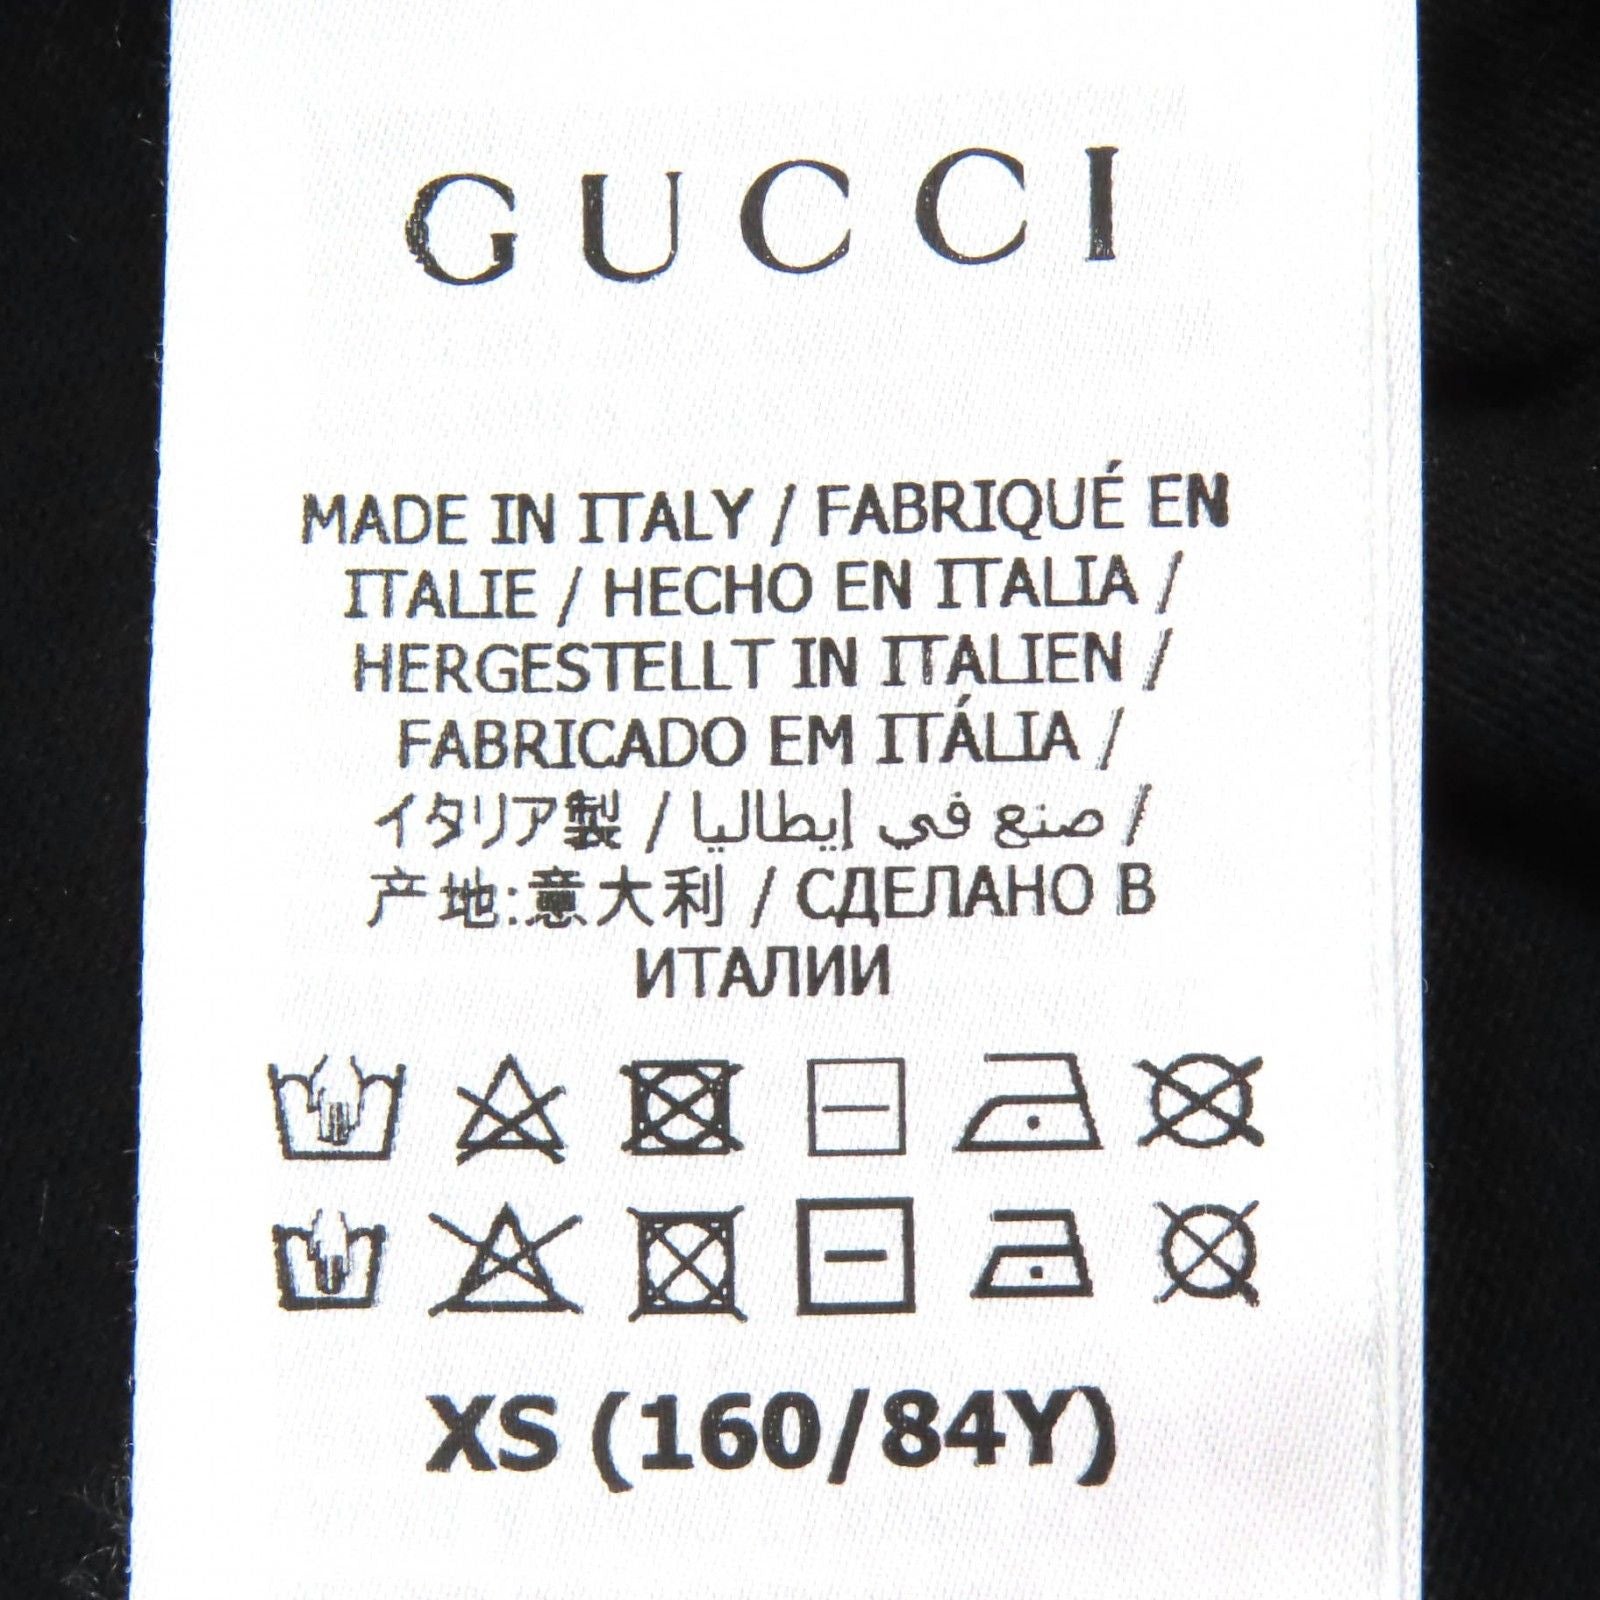 GUCCI
MADE IN ITALY / FABRIQUÉ EN
ITALIE / HECHO EN ITALIA /
HERGESTELLT IN ITALIEN /
FABRICADO EM ITÁLIA /
イタリア製 / صنع في إيطاليا /
产地:意大利 / СДЕЛАНО В
ИТАЛИИ
XS (160/84Y)